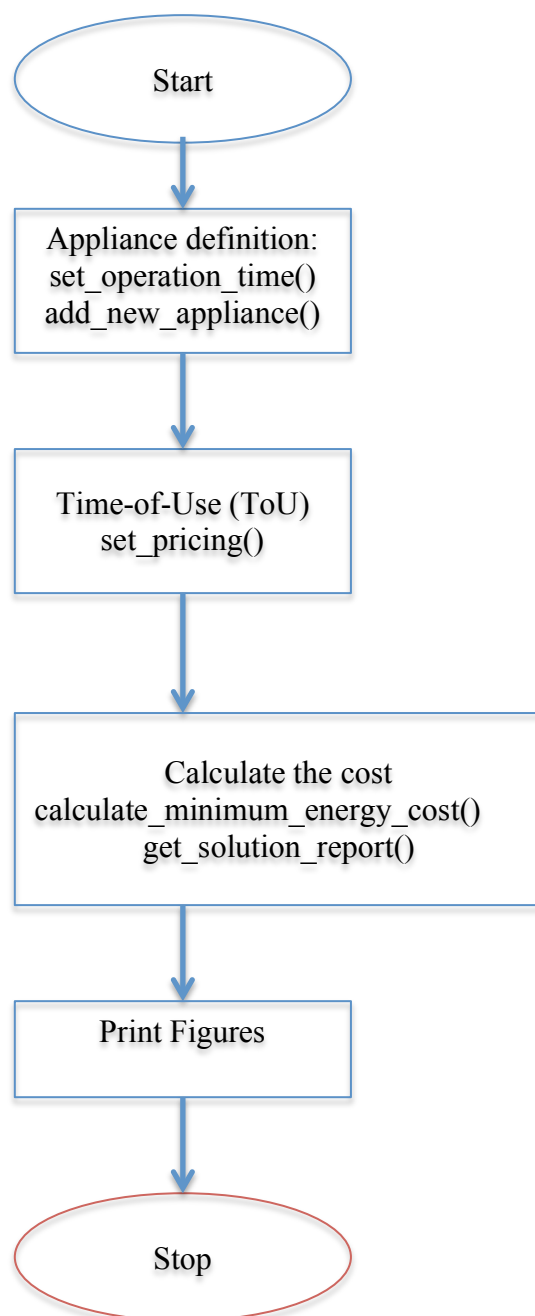 Start
Appliance definition:
set_operation_time()
add_new_appliance()
Time-of-Use (ToU)
set_pricing()
Calculate the cost
calculate_minimum_energy_cost()
get_solution_report()
Print Figures
Stop